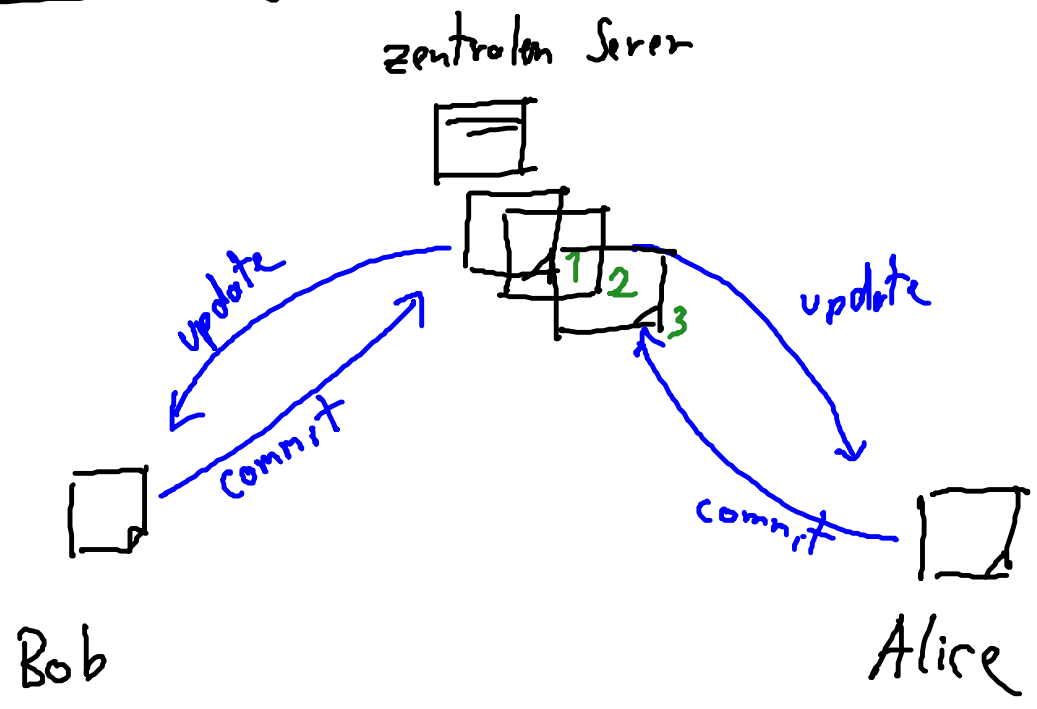 zentralen Server
1
2
3
update
update
commit
commit
Bob
Alice